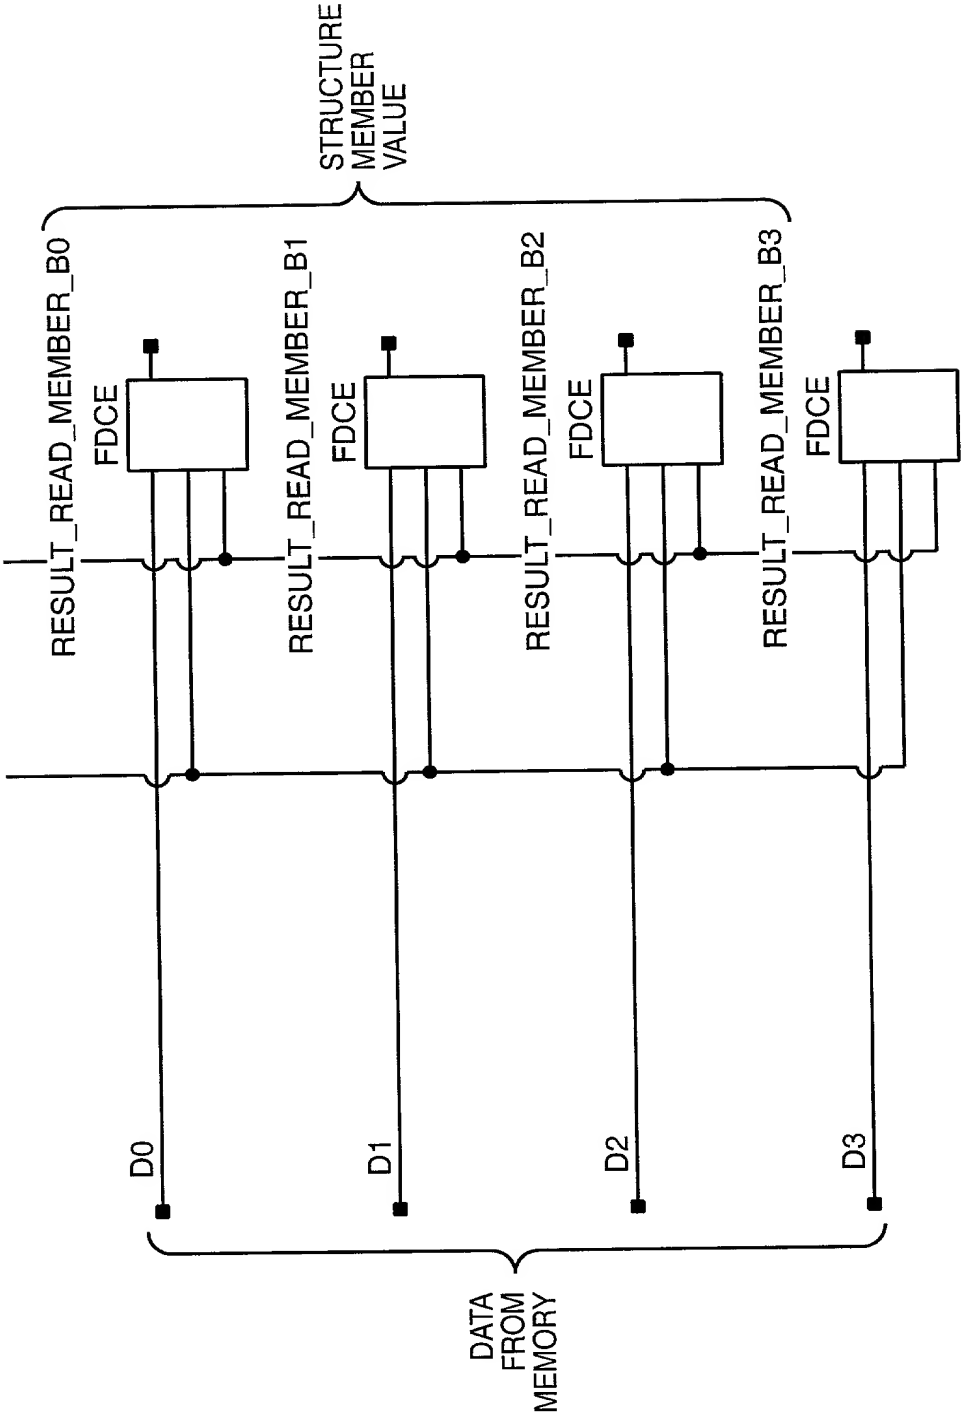 STRUCTURE
MEMBER
VALUE
RESULT_READ_MEMBER_B0
FDCE
D0
RESULT_READ_MEMBER_B1
FDCE
D1
RESULT_READ_MEMBER_B2
FDCE
D2
RESULT_READ_MEMBER_B3
FDCE
D3
DATA
FROM
MEMORY